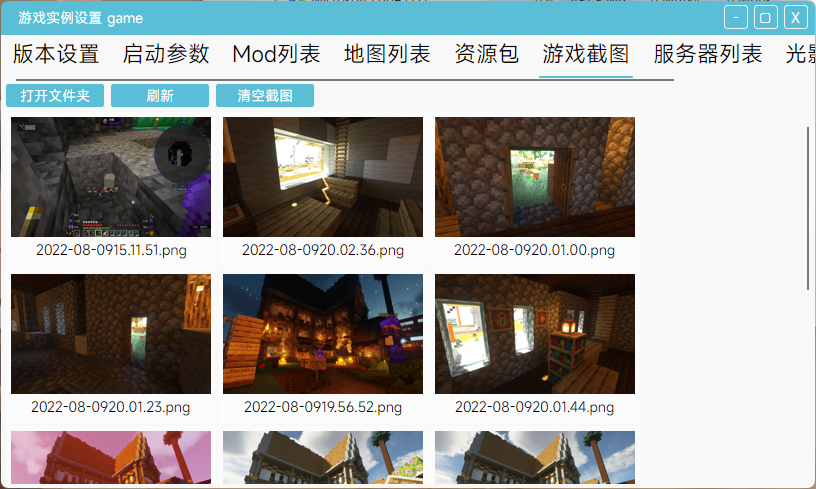 游戏实例设置 game
版本设置 启动参数 Mod列表 地图列表 资源包 游戏截图 服务器列表 光影
打开文件夹 刷新 清空截图
2022-08-0915.11.51.png 2022-08-0920.02.36.png 2022-08-0920.01.00.png
2022-08-0920.01.23.png 2022-08-0919.56.52.png 2022-08-0920.01.44.png